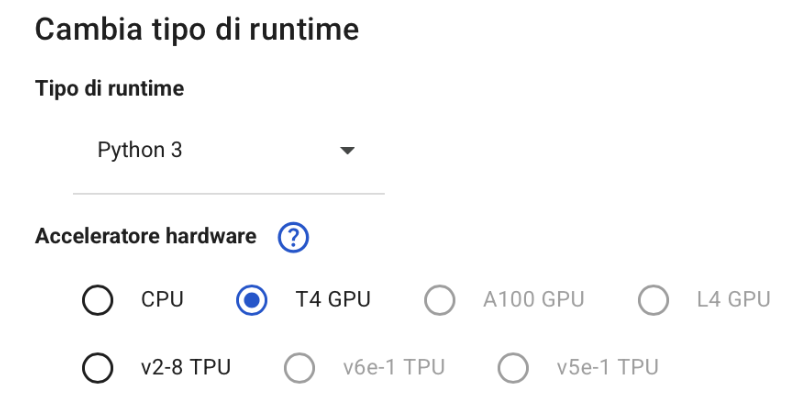 Cambia tipo di runtime
Tipo di runtime
Python 3
Acceleratore hardware ?
CPU T4 GPU A100 GPU L4 GPU
v2-8 TPU v6e-1 TPU v5e-1 TPU